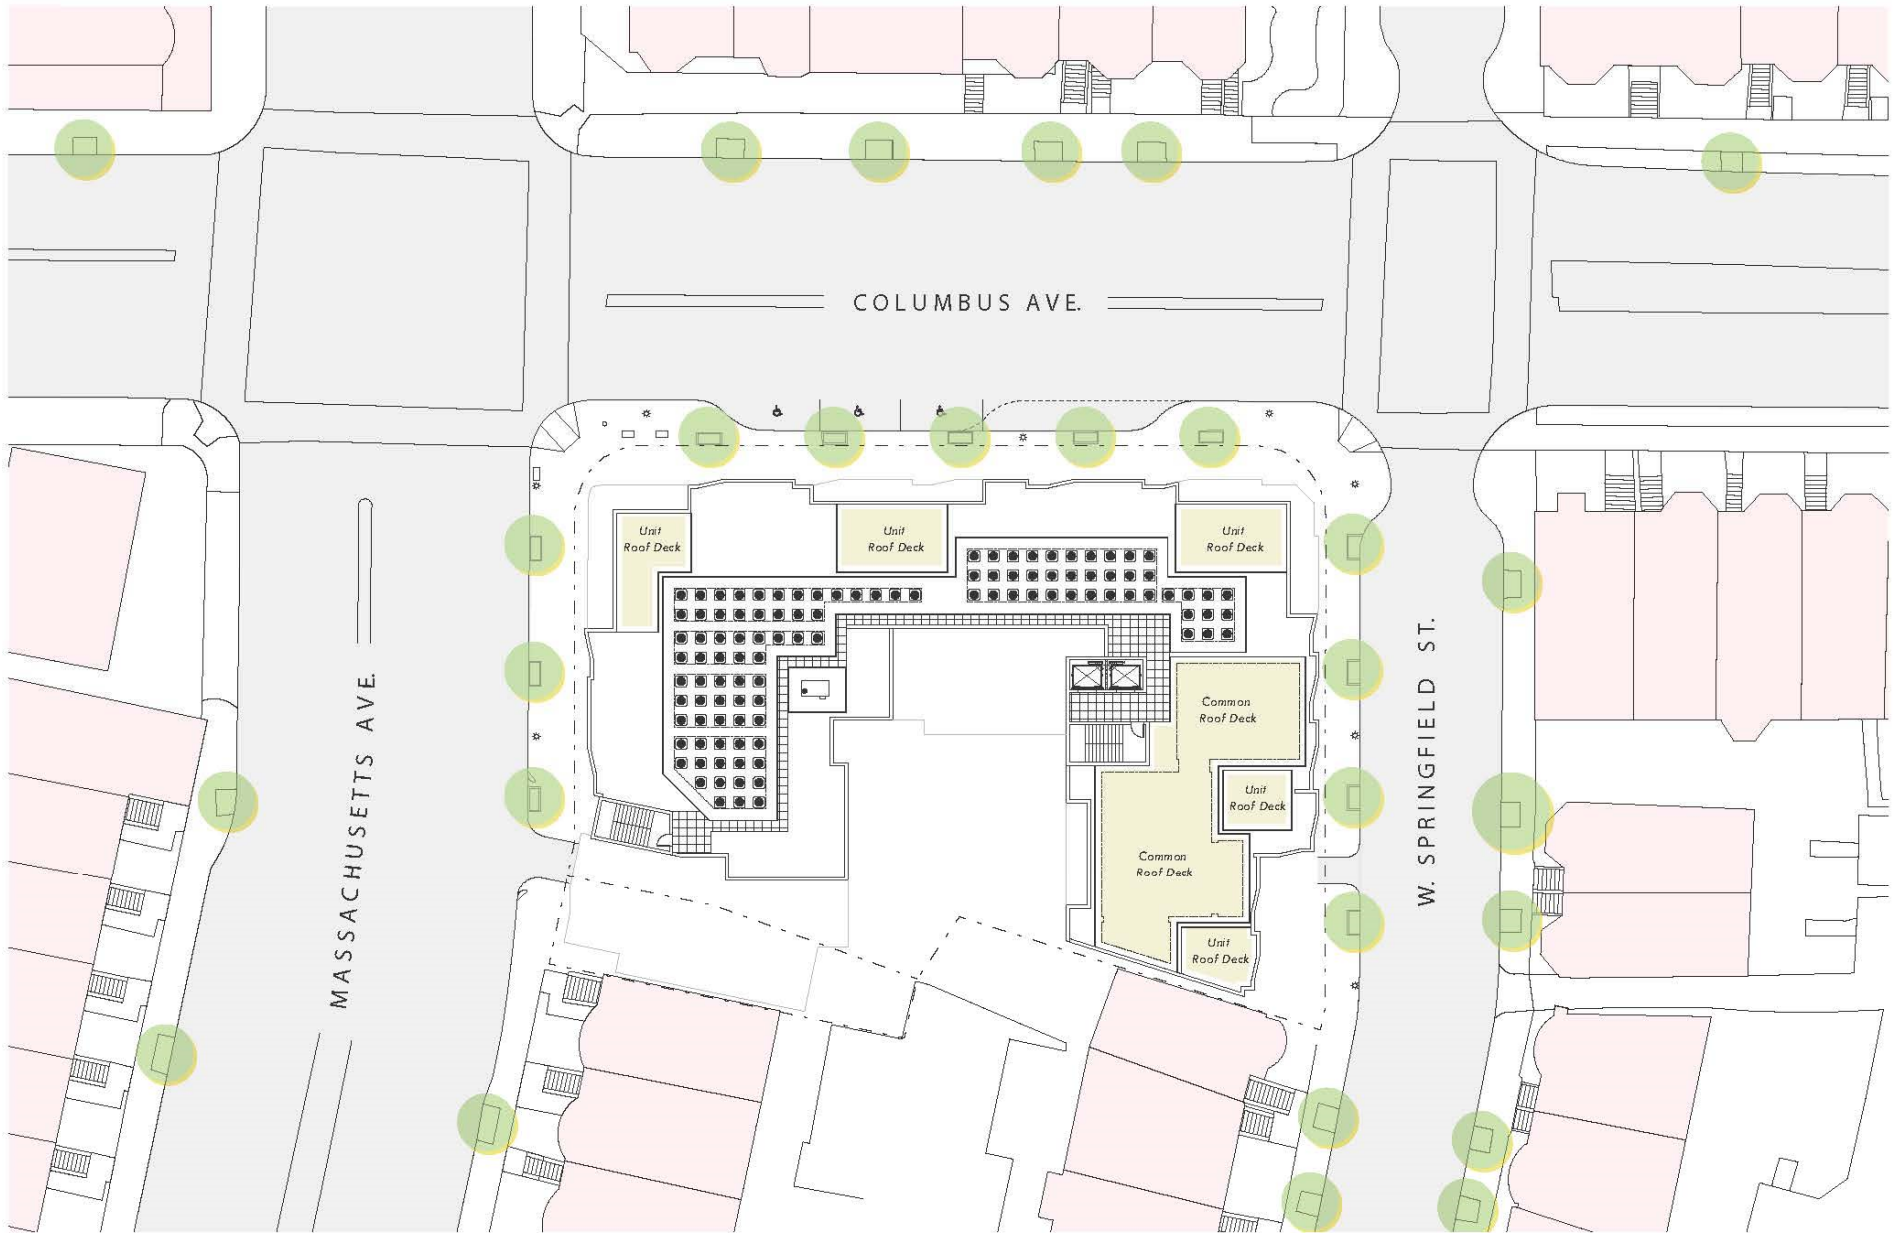 COLUMBUS AVE.
Unit
Roof Deck
Unit
Roof Deck
Unit
Roof Deck
MASSACHUSETTS AVE.
W. SPRINGFIELD ST.
Common
Roof Deck
Unit
Roof Deck
Common
Roof Deck
Unit
Roof Deck